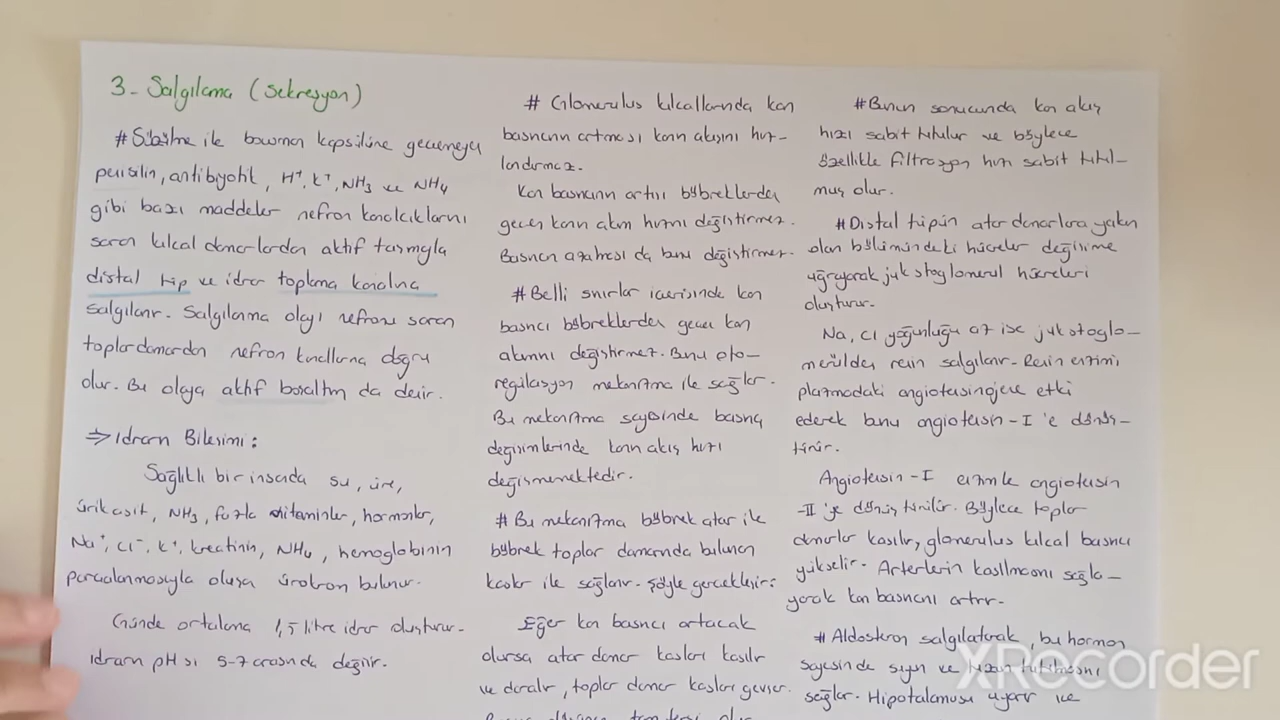 3- Salgılama (Sekresyon)
# Süzülme ile bowman kapsülüne geçemeyen
penisilin, antibiyotik, H⁺, K⁺, NH3 ve NH4
gibi bazı maddeler nefron kanalcıklarını
saran kılcal damarlardan aktif taşımayla
distal tüp ve idrar toplama kanalına
salgılanır. Salgılanma olayı nefronu saran
toplardamardan nefron kanallarına doğru
olur. Bu olaya aktif boşaltım da denir.
⇒ İdrarın Bileşimi:
Sağlıklı bir insanda su, üre,
ürik asit, NH3, fazla vitaminler, hormonlar,
Na⁺, Cl⁻, K⁺, kreatinin, NH4, hemoglobinin
parçalanmasıyla oluşan ürokrom bulunur.
Günde ortalama 1,5 litre idrar oluşturur.
İdrarın pH sı 5-7 arasında değişir.
# Glomerulus kılcallarında kan
basıncının artması kanın akışını hız-
landırmaz.
Kan basıncının artışı böbreklerden
geçen kanın akım hızını değiştirmez.
Basıncın azalması da bunu değiştirmez.
# Belli sınırlar içerisinde kan
basıncı böbreklerden geçen kan
akımını değiştirmez. Bunu oto-
regülasyon mekanizma ile sağlar.
Bu mekanizma sayesinde basınç
değişimlerinde kanın akış hızı
değişmemektedir.
# Bu mekanizma böbrek atar ile
böbrek toplar damarında bulunan
kaslar ile sağlanır. Şöyle gerçekleşir:
Eğer kan basıncı artacak
olursa atar damar kasları kasılır
ve daralır, toplar damar kasları gevşer.
# Bunun sonucunda kan akış
hızı sabit tutulur ve böylece
özellikle filtrasyon hızı sabit tutul-
muş olur.
# Distal tüpün atar damarlara yakın
olan bölümündeki hücreler değişime
uğrayarak jukstaglomerul hücreleri
oluşturur.
Na, Cl yoğunluğu az ise jukstaglo-
merülden renin salgılanır. Renin enzimi
plazmadaki angiotensinojene etki
ederek bunu angiotensin-I 'e dönüş-
türür.
Angiotensin-I enzimle angiotensin
-II 'ye dönüştürülür. Böylece toplar
damarlar kasılır, glomerulus kılcal basıncı
yükselir. Arterlerin kasılmasını sağla-
yarak kan basıncını artırır.
# Aldosteron salgılatarak, bu hormon
sayesinde suyun ve tuzun tutulmasını
sağlar. Hipotalamusu uyarır ve
XRecorder